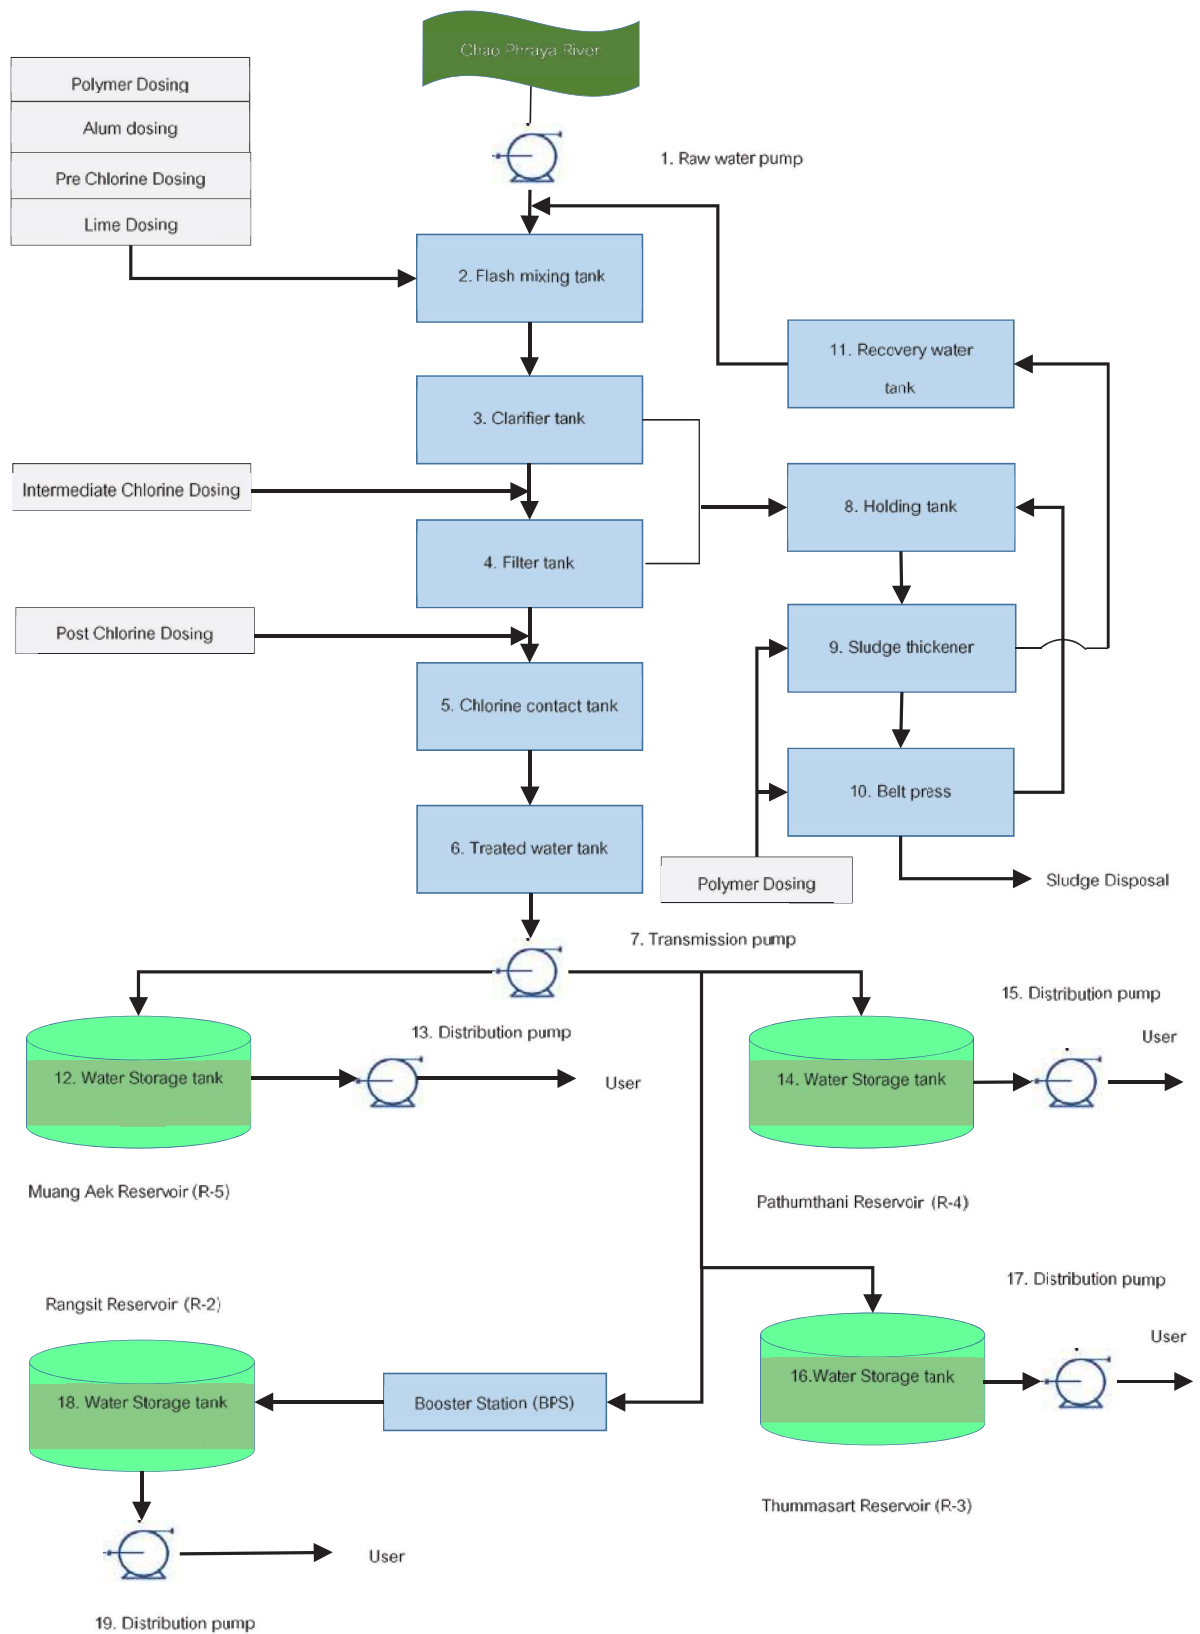 Chao Phraya River
Polymer Dosing
Alum dosing
Pre Chlorine Dosing
Lime Dosing
1. Raw water pump
2. Flash mixing tank
11. Recovery water
tank
3. Clarifier tank
Intermediate Chlorine Dosing
8. Holding tank
4. Filter tank
Post Chlorine Dosing
9. Sludge thickener
5. Chlorine contact tank
10. Belt press
6. Treated water tank
Polymer Dosing
Sludge Disposal
7. Transmission pump
15. Distribution pump
13. Distribution pump
User
12. Water Storage tank
User
14. Water Storage tank
Muang Aek Reservoir (R-5)
Pathumthani Reservoir (R-4)
17. Distribution pump
Rangsit Reservoir (R-2)
User
16.Water Storage tank
18. Water Storage tank
Booster Station (BPS)
Thummasart Reservoir (R-3)
User
19. Distribution pump